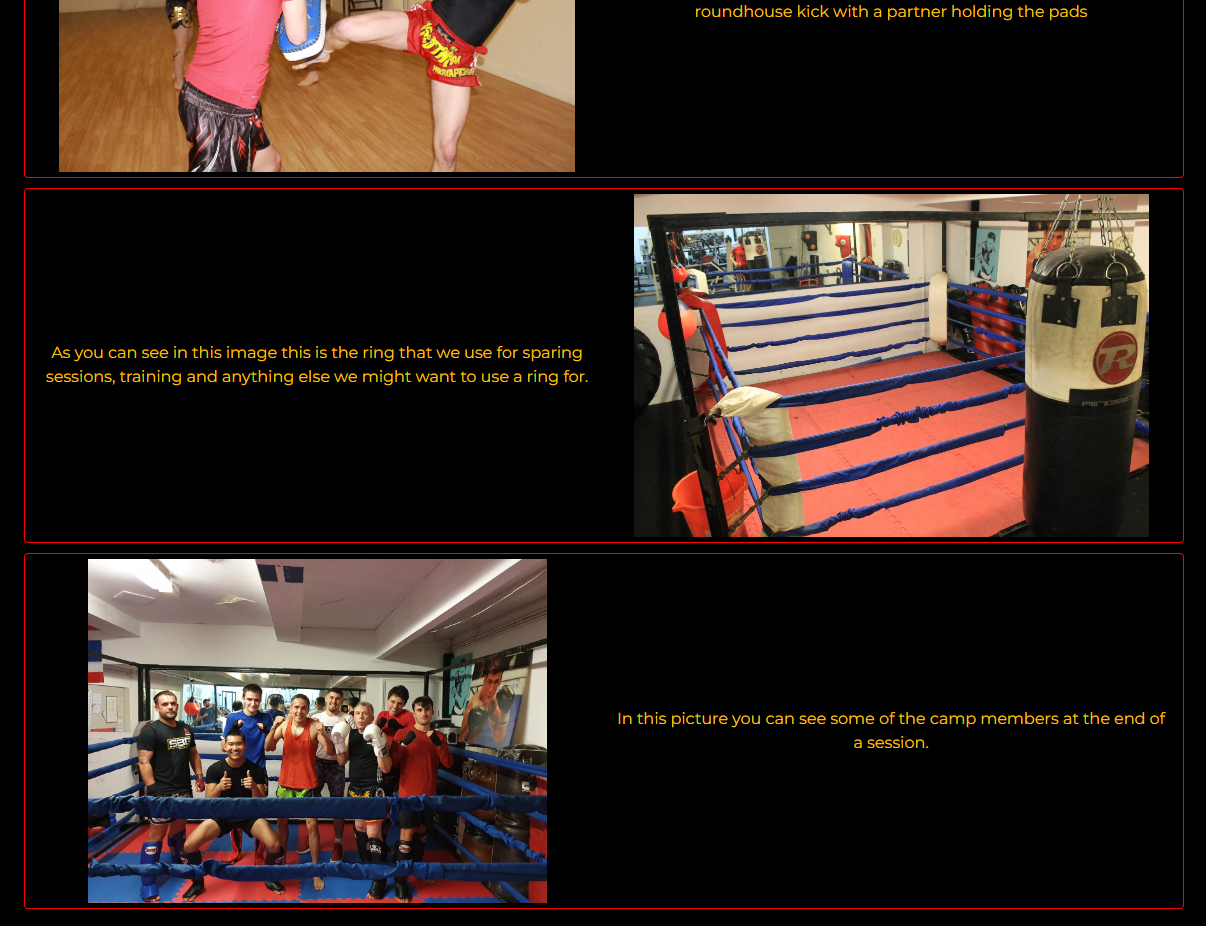 roundhouse kick with a partner holding the pads
As you can see in this image this is the ring that we use for sparing
sessions, training and anything else we might want to use a ring for.
In this picture you can see some of the camp members at the end of
a session.